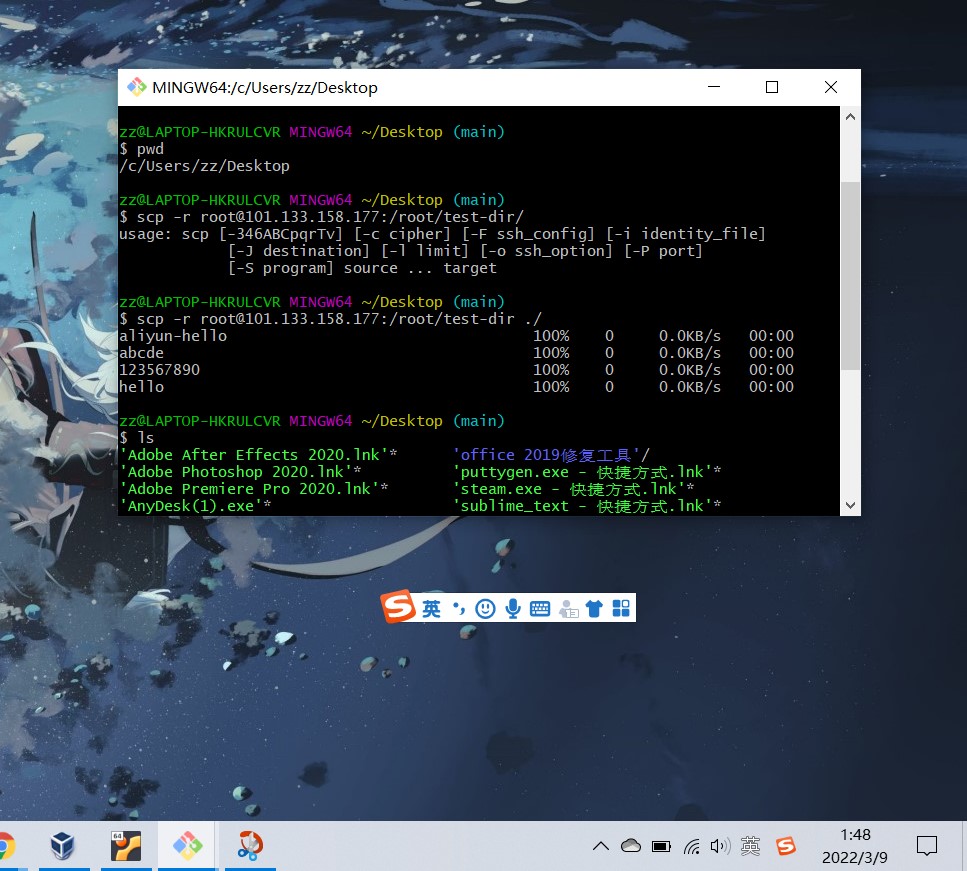 MINGW64:/c/Users/zz/Desktop
zz@LAPTOP-HKRULCVR MINGW64 ~/Desktop (main)
$ pwd
/c/Users/zz/Desktop
zz@LAPTOP-HKRULCVR MINGW64 ~/Desktop (main)
$ scp -r root@101.133.158.177:/root/test-dir/
usage: scp [-346ABCpqrTv] [-c cipher] [-F ssh_config] [-i identity_file]
[-J destination] [-l limit] [-o ssh_option] [-P port]
[-S program] source ... target
zz@LAPTOP-HKRULCVR MINGW64 ~/Desktop (main)
$ scp -r root@101.133.158.177:/root/test-dir ./
aliyun-hello 100% 0 0.0KB/s 00:00
abcde 100% 0 0.0KB/s 00:00
123567890 100% 0 0.0KB/s 00:00
hello 100% 0 0.0KB/s 00:00
zz@LAPTOP-HKRULCVR MINGW64 ~/Desktop (main)
$ ls
'Adobe After Effects 2020.lnk'* 'office 2019修复工具'/
'Adobe Photoshop 2020.lnk'* 'puttygen.exe - 快捷方式.lnk'*
'Adobe Premiere Pro 2020.lnk'* 'steam.exe - 快捷方式.lnk'*
'AnyDesk(1).exe'* 'sublime_text - 快捷方式.lnk'*
S 英
64
英 S
1:48
2022/3/9